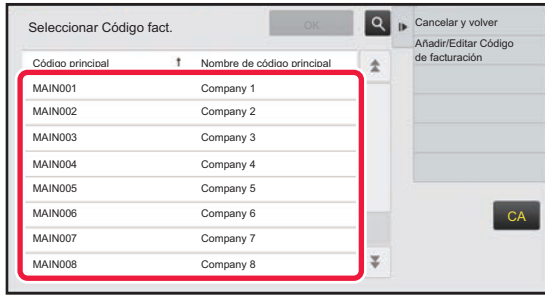 Seleccionar Código fact.
OK
Cancelar y volver
Añadir/Editar Código
de facturación
Código principal
Nombre de código principal
MAIN001 Company 1
MAIN002 Company 2
MAIN003 Company 3
MAIN004 Company 4
MAIN005 Company 5
MAIN006 Company 6
MAIN007 Company 7
MAIN008 Company 8
CA